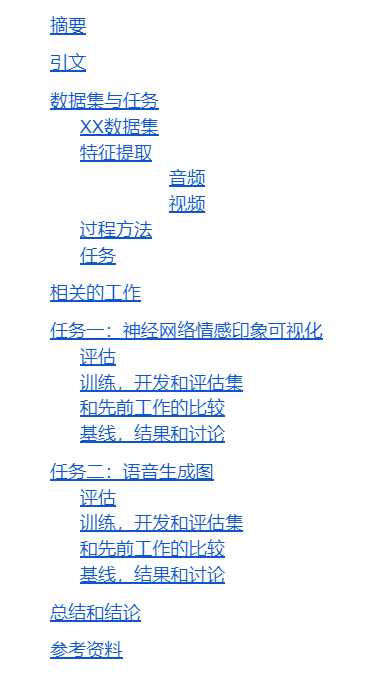 摘要
引文
数据集与任务
XX数据集
特征提取
音频
视频
过程方法
任务
相关的工作
任务一：神经网络情感印象可视化
评估
训练，开发和评估集
和先前工作的比较
基线，结果和讨论
任务二：语音生成图
评估
训练，开发和评估集
和先前工作的比较
基线，结果和讨论
总结和结论
参考资料